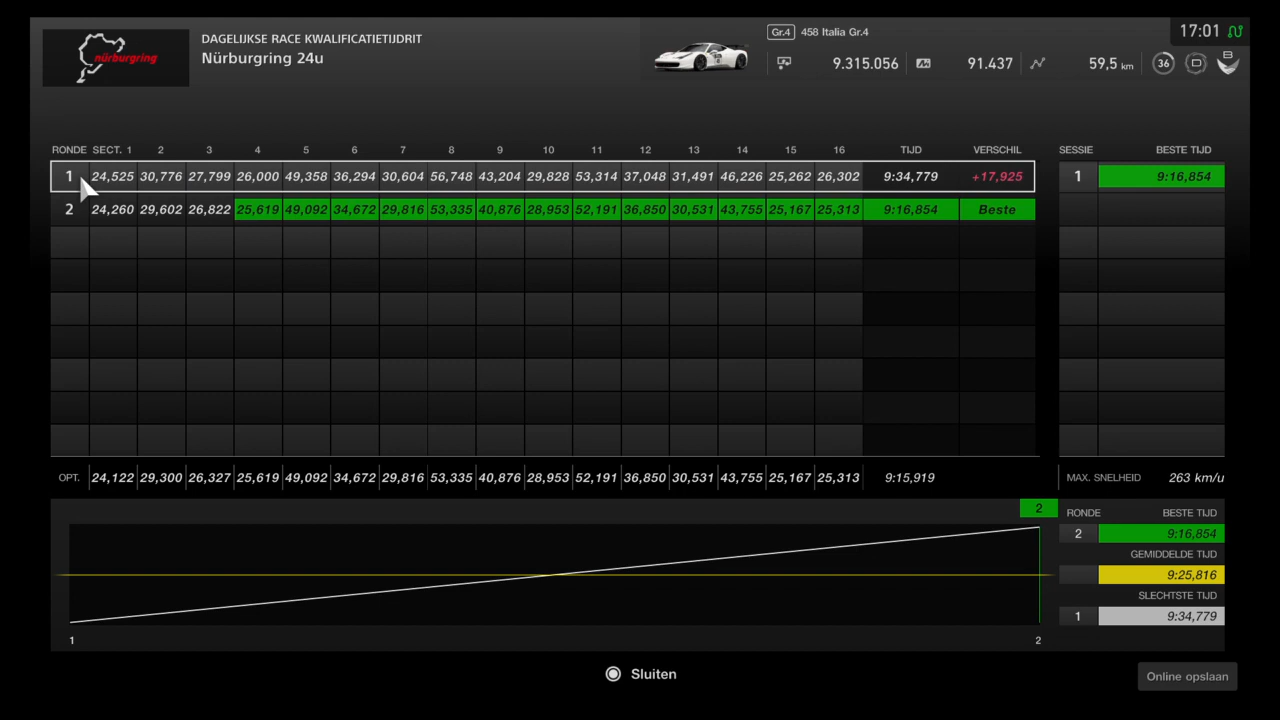 nürburgring
DAGELIJKSE RACE KWALIFICATIETIJDRIT
Nürburgring 24u
Gr.4 458 Italia Gr.4
9.315.056 91.437 59,5 km 36 D B
17:01
RONDE SECT. 1 2 3 4 5 6 7 8 9 10 11 12 13 14 15 16 TIJD VERSCHIL
1 24,525 30,776 27,799 26,000 49,358 36,294 30,604 56,748 43,204 29,828 53,314 37,048 31,491 46,226 25,262 26,302 9:34,779 +17,925
2 24,260 29,602 26,822 25,619 49,092 34,672 29,816 53,335 40,876 28,953 52,191 36,850 30,531 43,755 25,167 25,313 9:16,854 Beste
OPT. 24,122 29,300 26,327 25,619 49,092 34,672 29,816 53,335 40,876 28,953 52,191 36,850 30,531 43,755 25,167 25,313 9:15,919
SESSIE BESTE TIJD
1 9:16,854
MAX. SNELHEID 263 km/u
2
1 2
RONDE BESTE TIJD
2 9:16,854
GEMIDDELDE TIJD
9:25,816
SLECHTSTE TIJD
1 9:34,779
Sluiten
Online opslaan